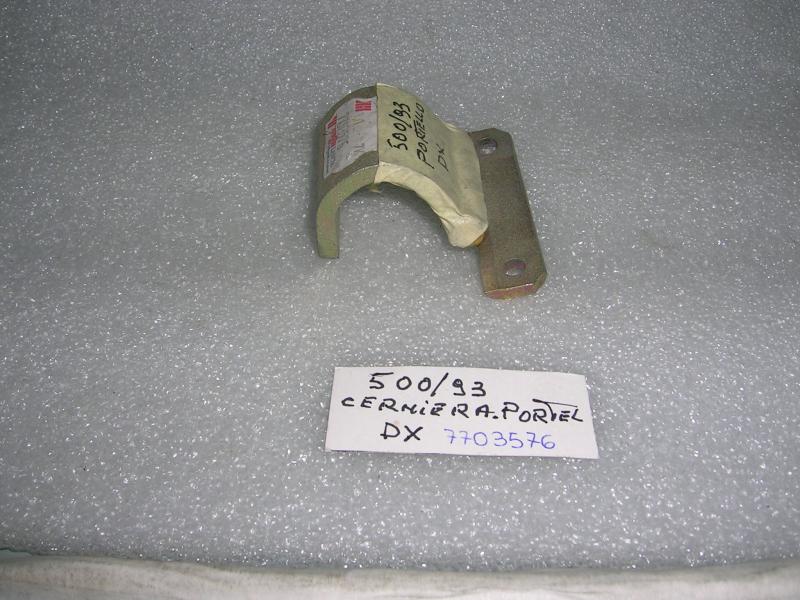 500/93
PORTELLO
DX
500/93
CERNIERA.PORTEL
DX 7703576